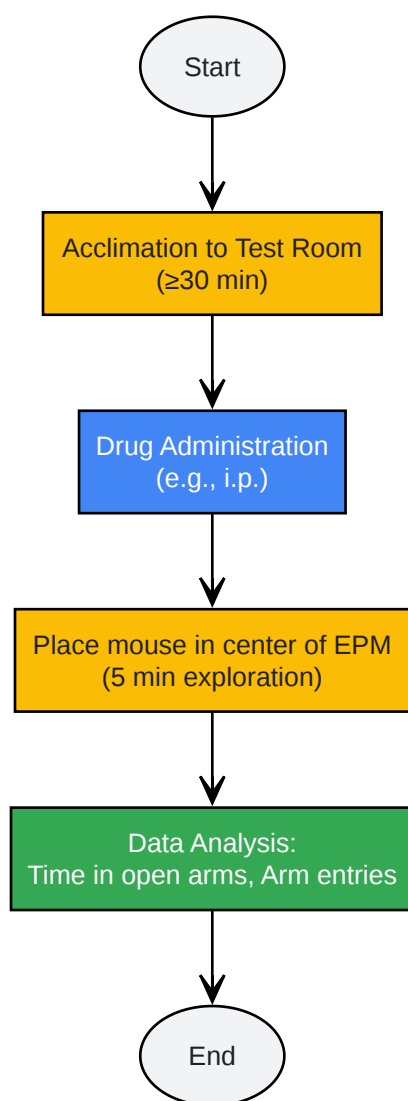 Start
Acclimation to Test Room
(≥30 min)
Drug Administration
(e.g., i.p.)
Place mouse in center of EPM
(5 min exploration)
Data Analysis:
Time in open arms, Arm entries
End